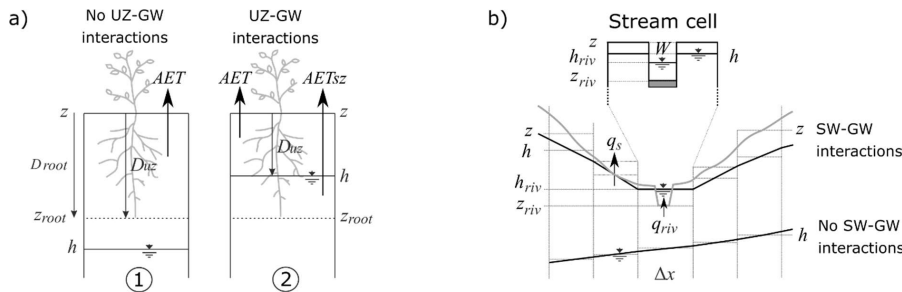 a)
No UZ-GW
interactions
UZ-GW
interactions
AET
AET
AETsz
z
z
Droot
Duz
Duz
h
zroot
zroot
h
1
2
b)
Stream cell
z
W
hriv
h
zriv
z
SW-GW
interactions
h
qs
hriv
zriv
qriv
h
No SW-GW
interactions
Δx